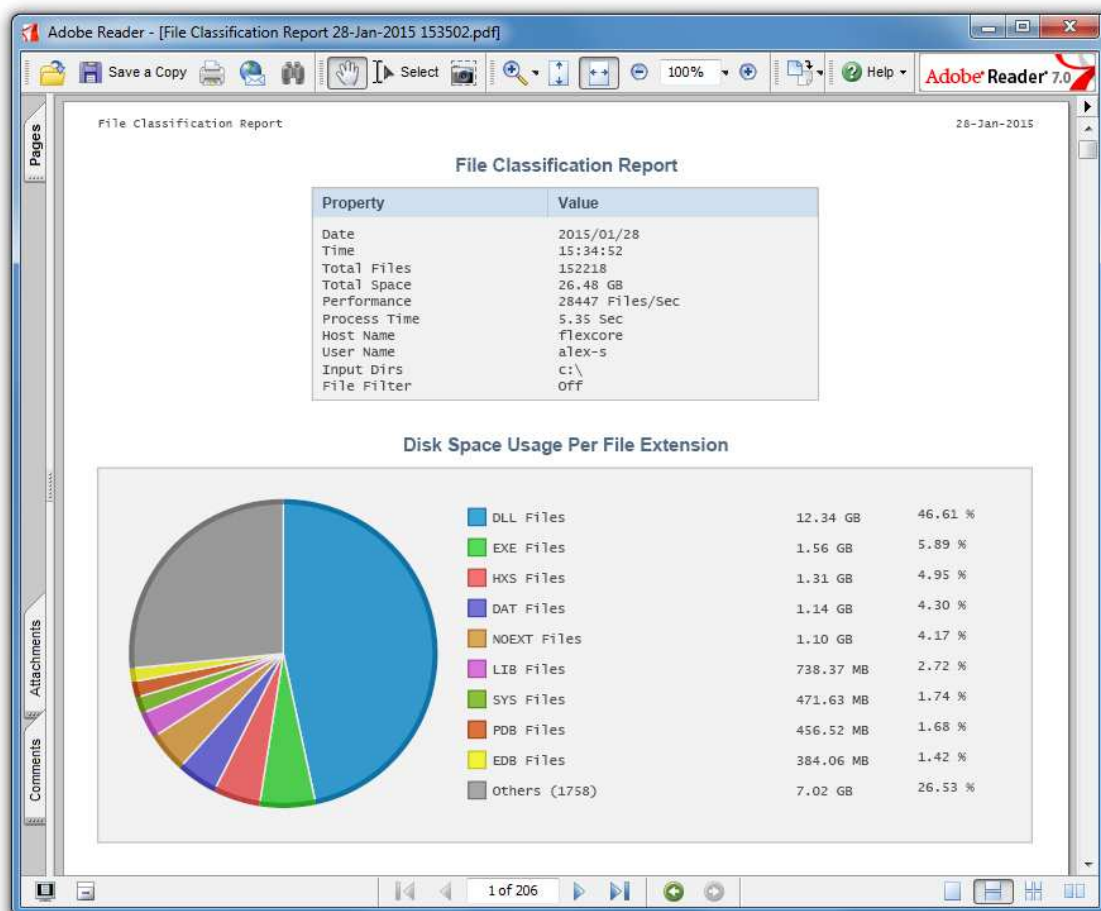 Adobe Reader - [File Classification Report 28-Jan-2015 153502.pdf]
Save a Copy Select 100% Help Adobe® Reader® 7.0
Pages
Attachments
Comments
File Classification Report 28-Jan-2015
File Classification Report
Property Value
Date 2015/01/28
Time 15:34:52
Total Files 152218
Total Space 26.48 GB
Performance 28447 Files/Sec
Process Time 5.35 Sec
Host Name flexcore
User Name alex-s
Input Dirs c:\
File Filter Off
Disk Space Usage Per File Extension
DLL Files 12.34 GB 46.61 %
EXE Files 1.56 GB 5.89 %
HXS Files 1.31 GB 4.95 %
DAT Files 1.14 GB 4.30 %
NOEXT Files 1.10 GB 4.17 %
LIB Files 738.37 MB 2.72 %
SYS Files 471.63 MB 1.74 %
PDB Files 456.52 MB 1.68 %
EDB Files 384.06 MB 1.42 %
Others (1758) 7.02 GB 26.53 %
1 of 206